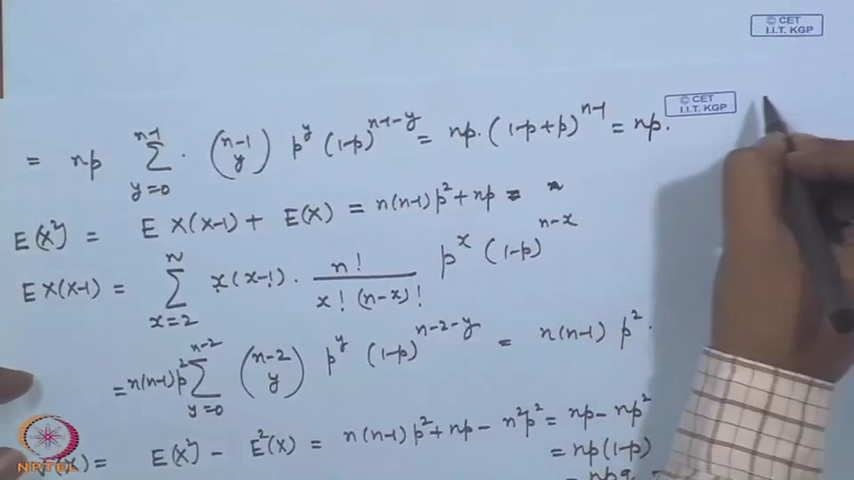 © CET
I.I.T. KGP
© CET
I.I.T. KGP
= np Σ_{y=0}^{n-1} · (n-1 y) p^y (1-p)^{n-1-y} = np · (1-p+p)^{n-1} = np.
E(X²) = E X(X-1) + E(X) = n(n-1)p² + np = n
E X(X-1) = Σ_{x=2}^{n} x(x-1) · n! / x! (n-x)! p^x (1-p)^{n-x}
= n(n-1)p² Σ_{y=0}^{n-2} (n-2 y) p^y (1-p)^{n-2-y} = n(n-1) p² .
(X) = E(X²) - E²(X) = n(n-1)p² + np - n²p² = np - np²
= np(1-p)
= npq
NPTEL